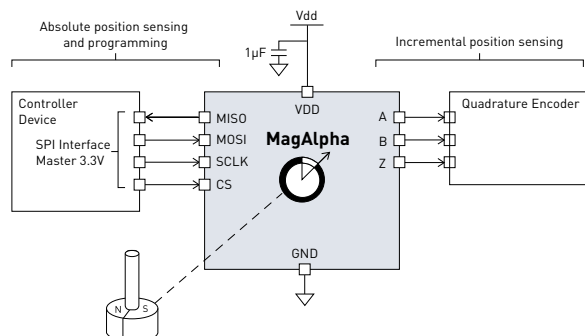 Absolute position sensing
and programming
Vdd
1µF
Incremental position sensing
Controller
Device
SPI Interface
Master 3.3V
MISO
MOSI
SCLK
CS
VDD
MagAlpha
GND
A
B
Z
Quadrature Encoder
N S